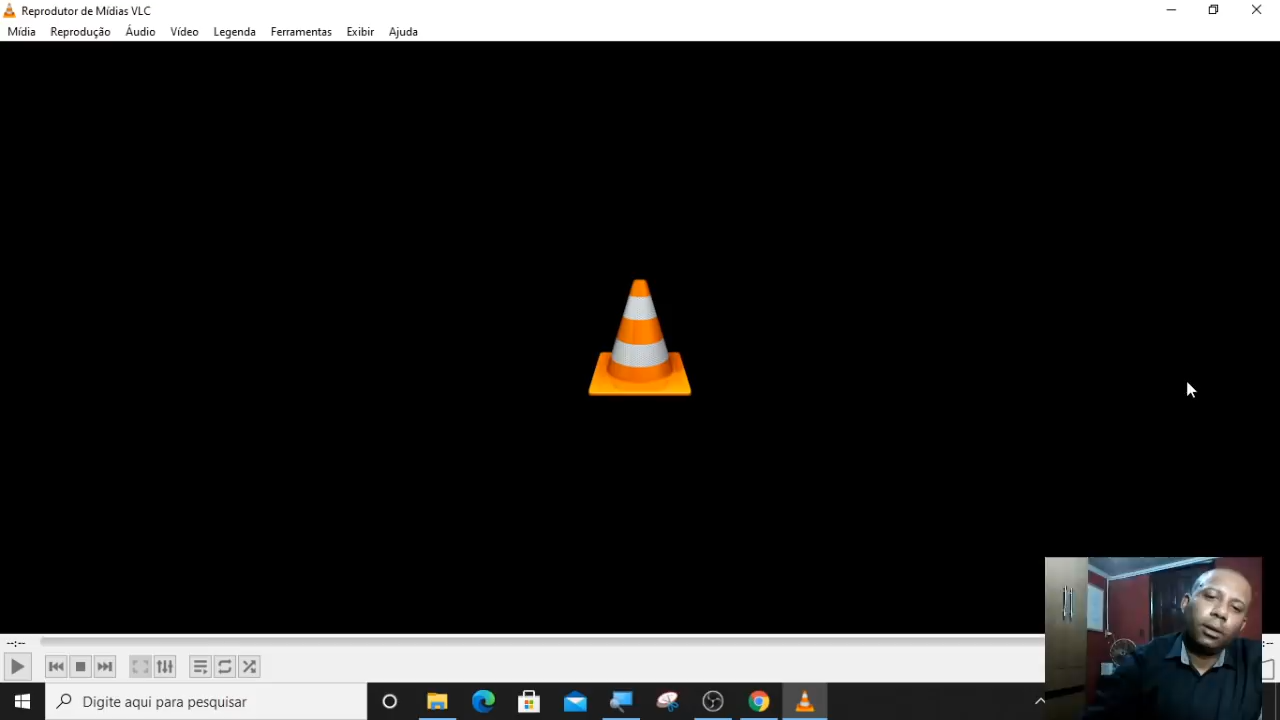 Reprodutor de Mídias VLC
Mídia Reprodução Áudio Vídeo Legenda Ferramentas Exibir Ajuda
--:--
--:--
Digite aqui para pesquisar